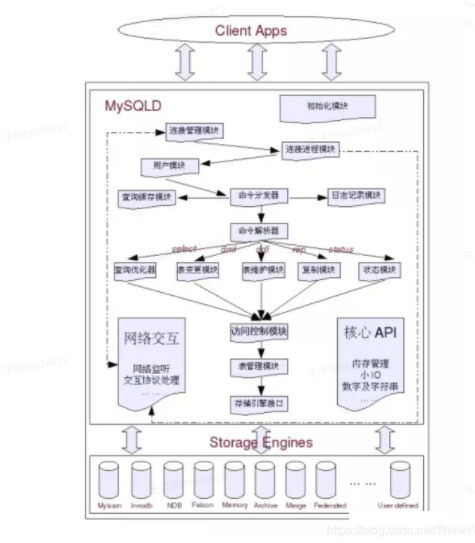 Client Apps
MySQLD
初始化模块
连接管理模块
连接进程模块
用户模块
查询缓存模块
命令分发器
日志记录模块
命令解析器
select
dml
ddl
rep
status
查询优化器
表变更模块
表维护模块
复制模块
状态模块
网络交互
网络监听
交互协议处理
... ...
访问控制模块
表管理模块
存储引擎接口
核心 API
内存管理
小 IO
数字及字符串
... ...
Storage Engines
Myisam
Innodb
NDB
Falcon
Memory
Archive
Merge
Federated
... ...
User defined